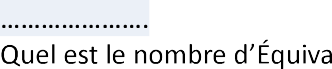 ………………….
Quel est le nombre d’Équiva